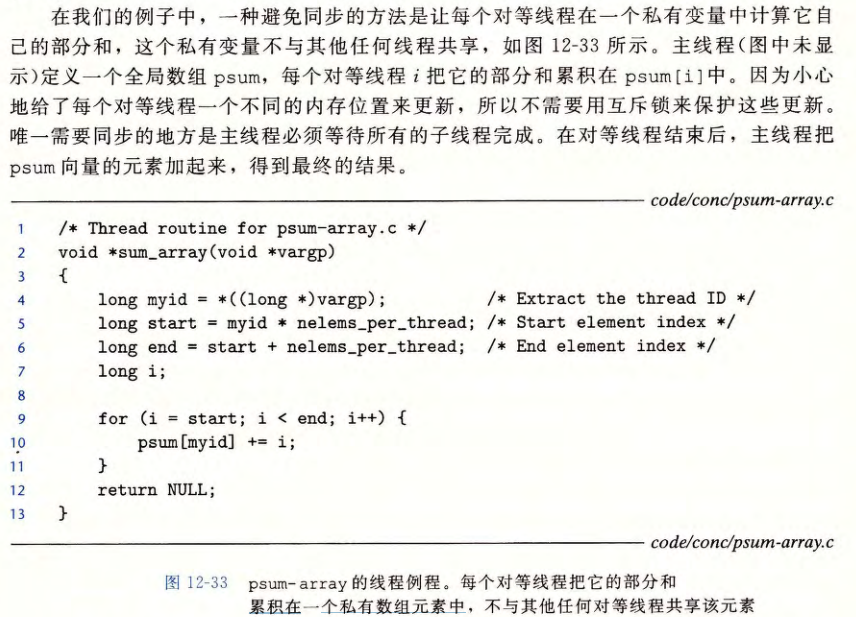 在我们的例子中，一种避免同步的方法是让每个对等线程在一个私有变量中计算它自
己的部分和，这个私有变量不与其他任何线程共享，如图 12-33 所示。主线程(图中未显
示)定义一个全局数组 psum，每个对等线程 i 把它的部分和累积在 psum[i]中。因为小心
地给了每个对等线程一个不同的内存位置来更新，所以不需要用互斥锁来保护这些更新。
唯一需要同步的地方是主线程必须等待所有的子线程完成。在对等线程结束后，主线程把
psum 向量的元素加起来，得到最终的结果。
code/conc/psum-array.c
1 /* Thread routine for psum-array.c */
2 void *sum_array(void *vargp)
3 {
4 long myid = *((long *)vargp); /* Extract the thread ID */
5 long start = myid * nelems_per_thread; /* Start element index */
6 long end = start + nelems_per_thread; /* End element index */
7 long i;
8
9 for (i = start; i < end; i++) {
10 psum[myid] += i;
11 }
12 return NULL;
13 }
code/conc/psum-array.c
图 12-33 psum-array 的线程例程。每个对等线程把它的部分和
累积在一个私有数组元素中，不与其他任何对等线程共享该元素